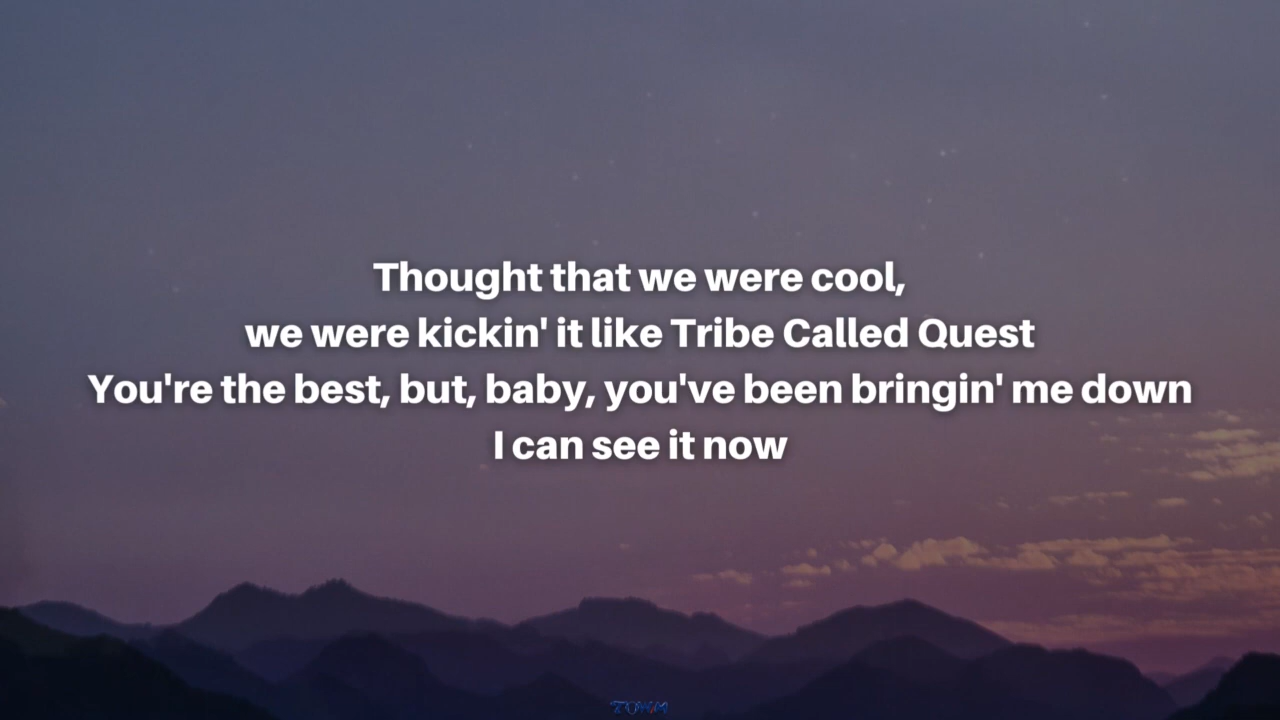 Thought that we were cool,
we were kickin' it like Tribe Called Quest
You're the best, but, baby, you've been bringin' me down
I can see it now
ZOWM